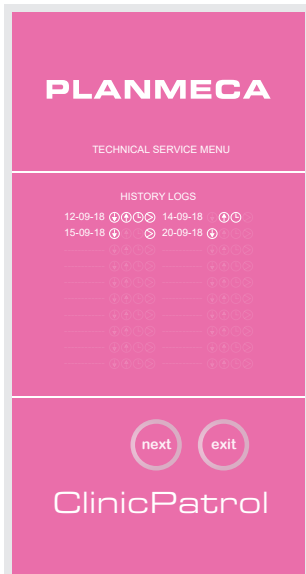 PLANMECA
TECHNICAL SERVICE MENU
HISTORY LOGS
12-09-18 14-09-18
15-09-18 20-09-18
next exit
ClinicPatrol